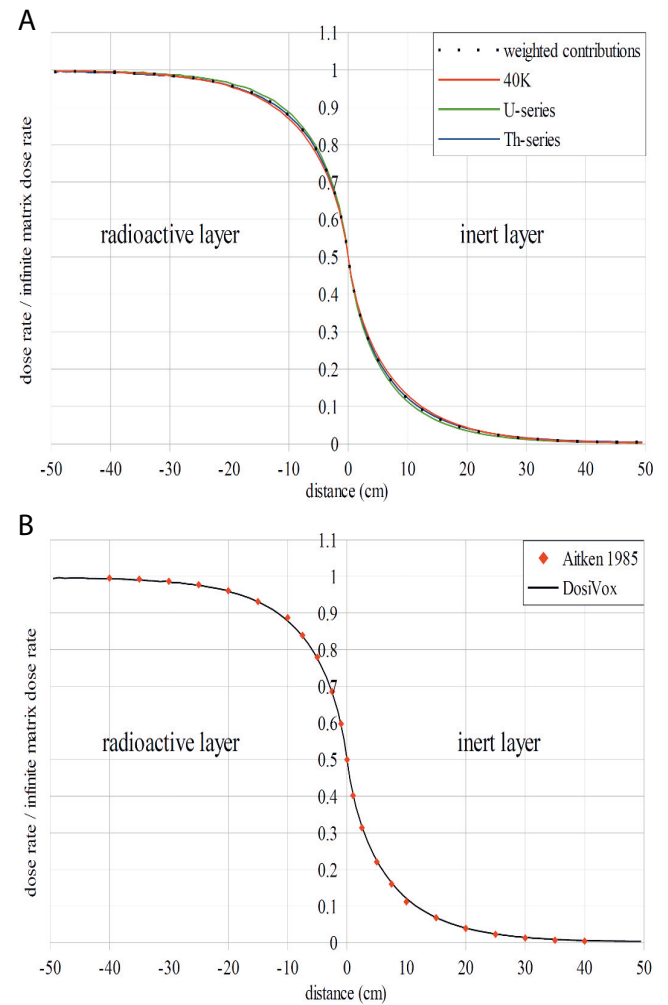 A
1.1
1
0.9
0.8
0.7
0.6
0.5
0.4
0.3
0.2
0.1
0
weighted contributions
40K
U-series
Th-series
radioactive layer
inert layer
dose rate / infinite matrix dose rate
-50 -40 -30 -20 -10 0 10 20 30 40 50
distance (cm)
B
1.1
1
0.9
0.8
0.7
0.6
0.5
0.4
0.3
0.2
0.1
0
Aitken 1985
DosiVox
radioactive layer
inert layer
dose rate / infinite matrix dose rate
-50 -40 -30 -20 -10 0 10 20 30 40 50
distance (cm)